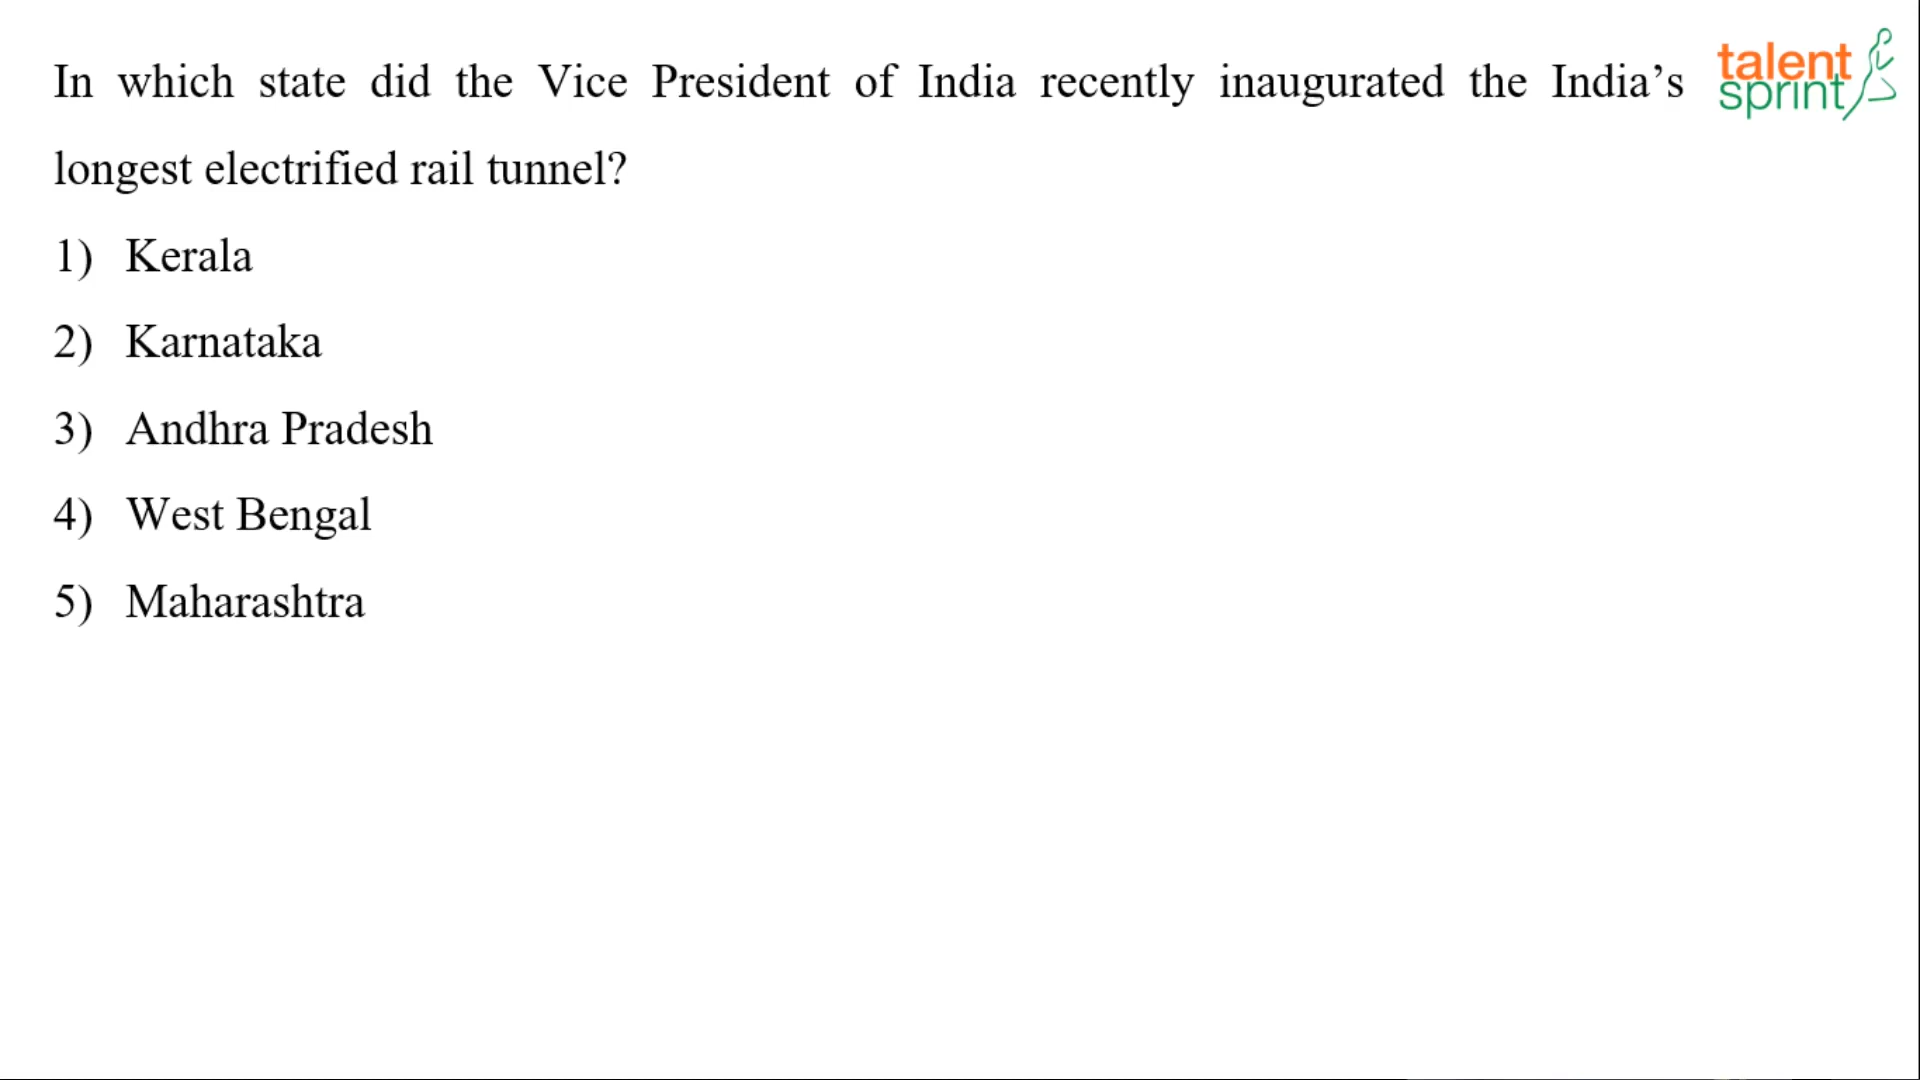 In which state did the Vice President of India recently inaugurated the India’s
longest electrified rail tunnel?
1) Kerala
2) Karnataka
3) Andhra Pradesh
4) West Bengal
5) Maharashtra
talent
sprint